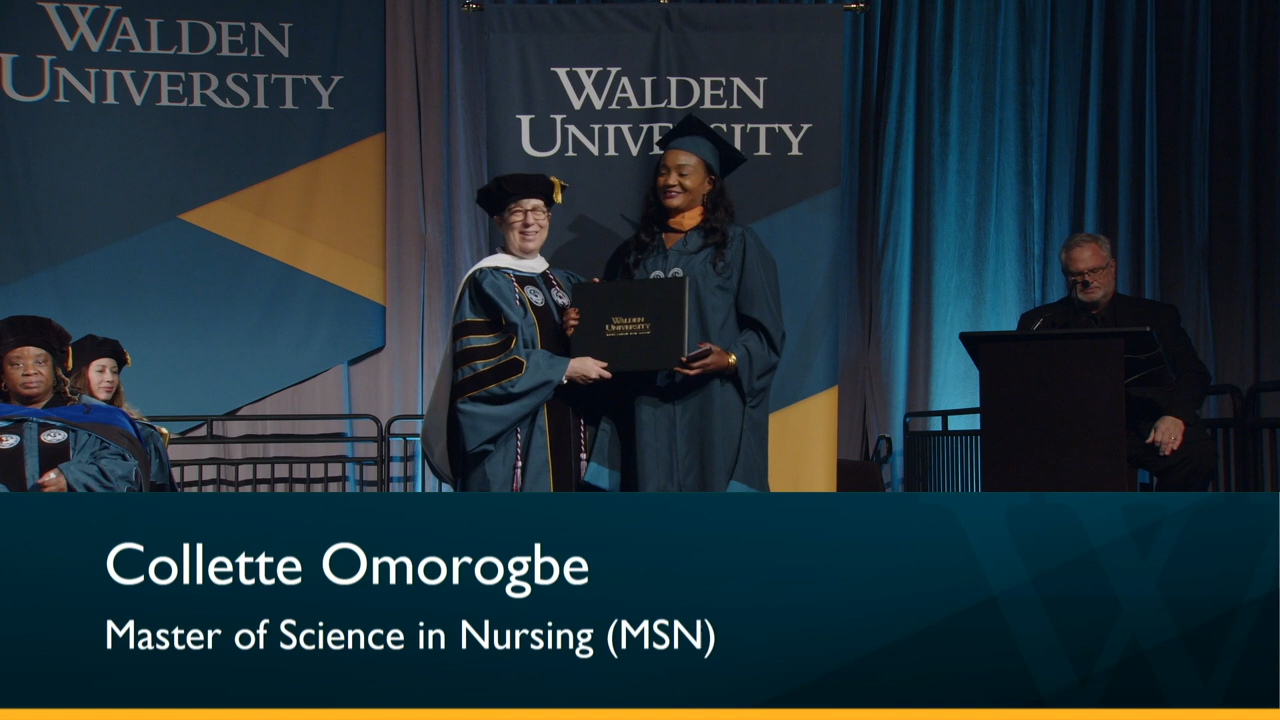 WALDEN
UNIVERSITY
WALDEN
UNIVERSITY
WALDEN
UNIVERSITY
Collette Omorogbe
Master of Science in Nursing (MSN)